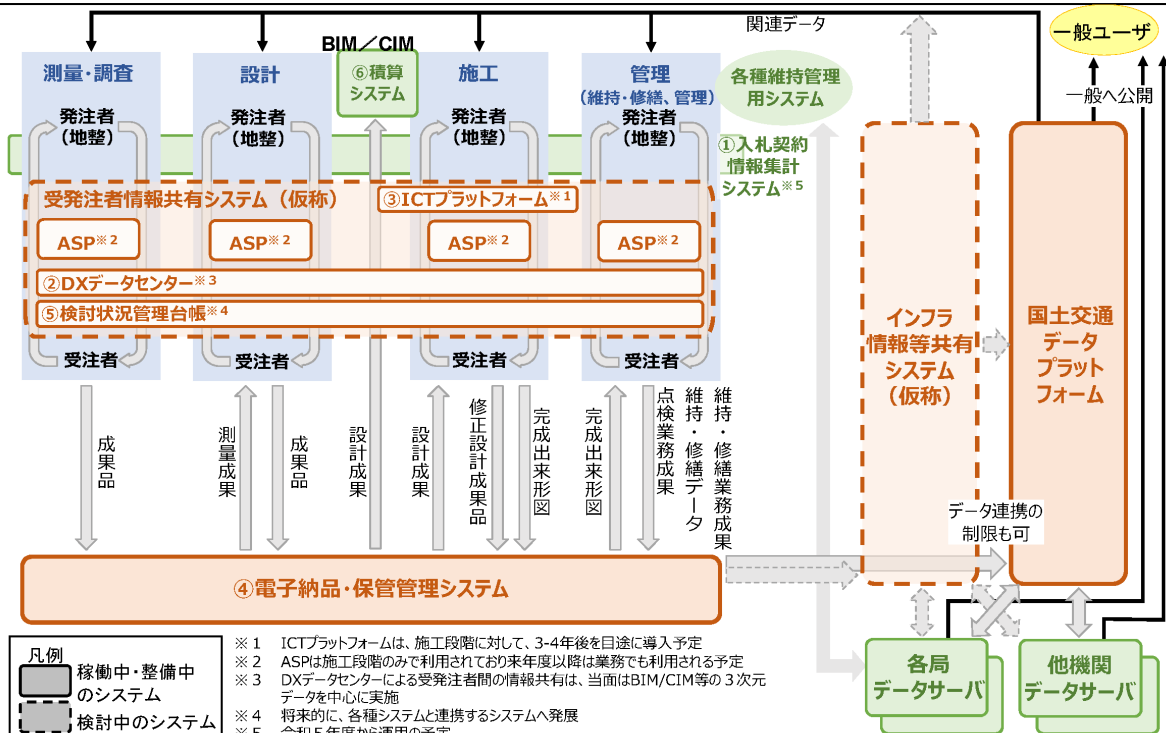 関連データ
一般ユーザ
BIM／CIM
測量・調査
設計
⑥積算
システム
施工
管理
(維持・修繕、管理)
各種維持管理
用システム
一般へ公開
発注者
(地整)
発注者
(地整)
発注者
(地整)
発注者
(地整)
①入札契約
情報集計
システム※5
受発注者情報共有システム（仮称）
③ICTプラットフォーム※1
ASP※2
ASP※2
ASP※2
ASP※2
②DXデータセンター※3
⑤検討状況管理台帳※4
受注者
受注者
受注者
受注者
インフラ
情報等共有
システム
（仮称）
国土交通
データ
プラット
フォーム
成果品
測量成果
成果品
設計成果
設計成果
修正設計成果品
完成出来形図
完成出来形図
点検業務成果
維持・修繕データ
維持・修繕業務成果
データ連携の
制限も可
④電子納品・保管管理システム
各局
データサーバ
他機関
データサーバ
凡例
稼働中・整備中
のシステム
検討中のシステム
※1 ICTプラットフォームは、施工段階に対して、3-4年後を目途に導入予定
※2 ASPは施工段階のみで利用されており来年度以降は業務でも利用される予定
※3 DXデータセンターによる受発注者間の情報共有は、当面はBIM/CIM等の３次元
データを中心に実施
※4 将来的に、各種システムと連携するシステムへ発展
※5 令和５年度から運用の予定